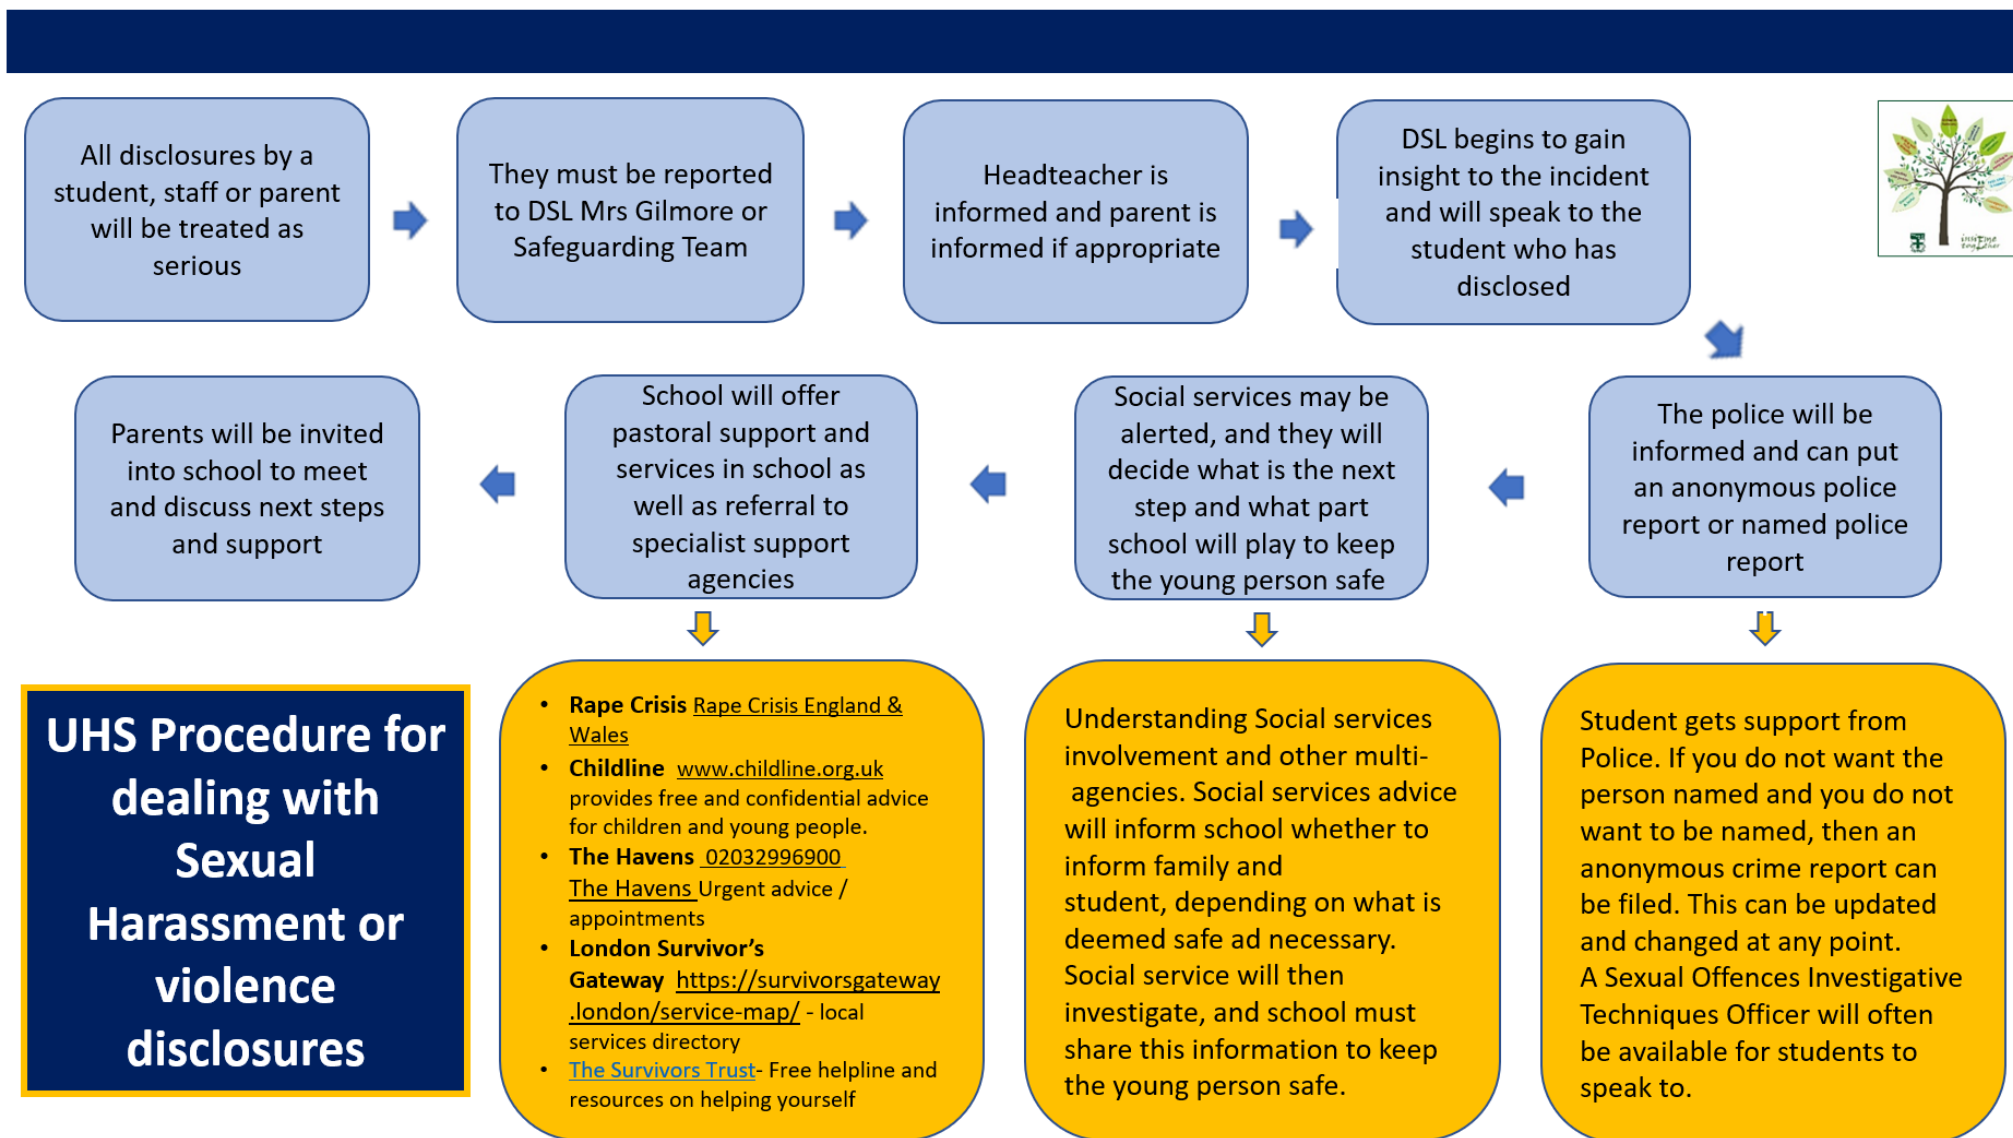 All disclosures by a
student, staff or parent
will be treated as
serious
They must be reported
to DSL Mrs Gilmore or
Safeguarding Team
Headteacher is
informed and parent is
informed if appropriate
DSL begins to gain
insight to the incident
and will speak to the
student who has
disclosed
The police will be
informed and can put
an anonymous police
report or named police
report
Social services may be
alerted, and they will
decide what is the next
step and what part
school will play to keep
the young person safe
School will offer
pastoral support and
services in school as
well as referral to
specialist support
agencies
Parents will be invited
into school to meet
and discuss next steps
and support
UHS Procedure for
dealing with
Sexual
Harassment or
violence
disclosures
• Rape Crisis Rape Crisis England &
Wales
• Childline www.childline.org.uk
provides free and confidential advice
for children and young people.
• The Havens 02032996900
The Havens Urgent advice /
appointments
• London Survivor's
Gateway https://survivorsgateway
.london/service-map/ - local
services directory
• The Survivors Trust- Free helpline and
resources on helping yourself
Understanding Social services
involvement and other multi-
agencies. Social services advice
will inform school whether to
inform family and
student, depending on what is
deemed safe ad necessary.
Social service will then
investigate, and school must
share this information to keep
the young person safe.
Student gets support from
Police. If you do not want the
person named and you do not
want to be named, then an
anonymous crime report can
be filed. This can be updated
and changed at any point.
A Sexual Offences Investigative
Techniques Officer will often
be available for students to
speak to.